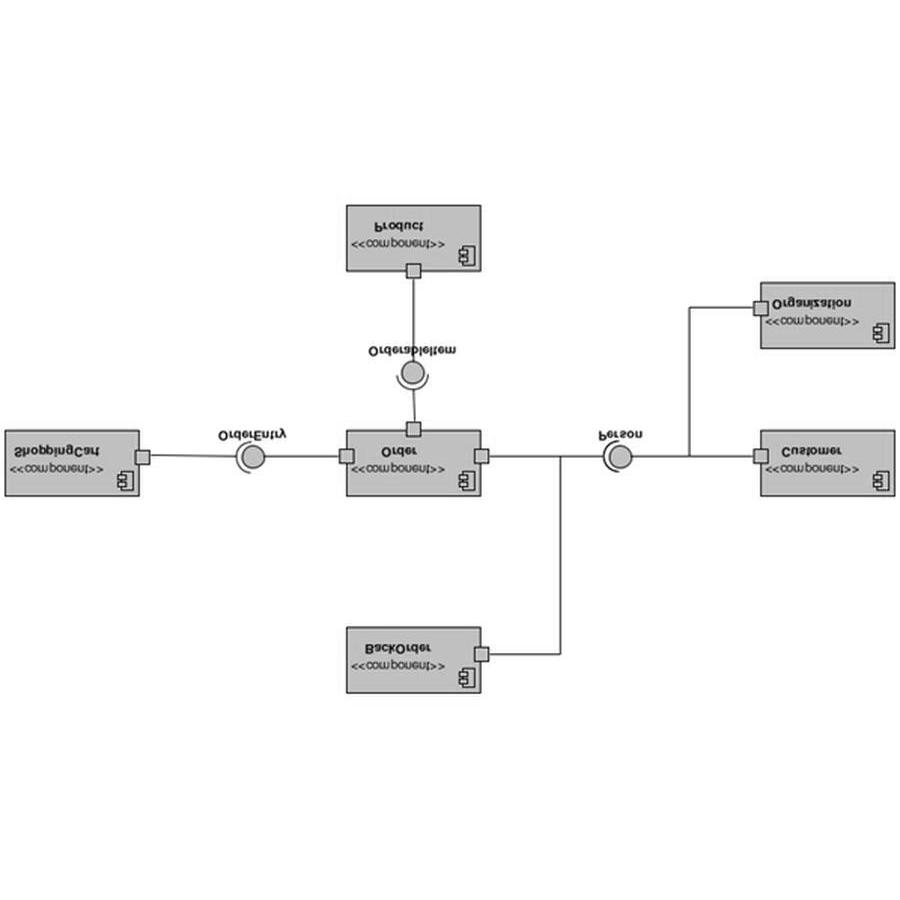 <<component>>
BackOrder
<<component>>
ShoppingCart
OrderEntry
<<component>>
Order
Person
<<component>>
Customer
OrderableItem
<<component>>
Organization
<<component>>
Product